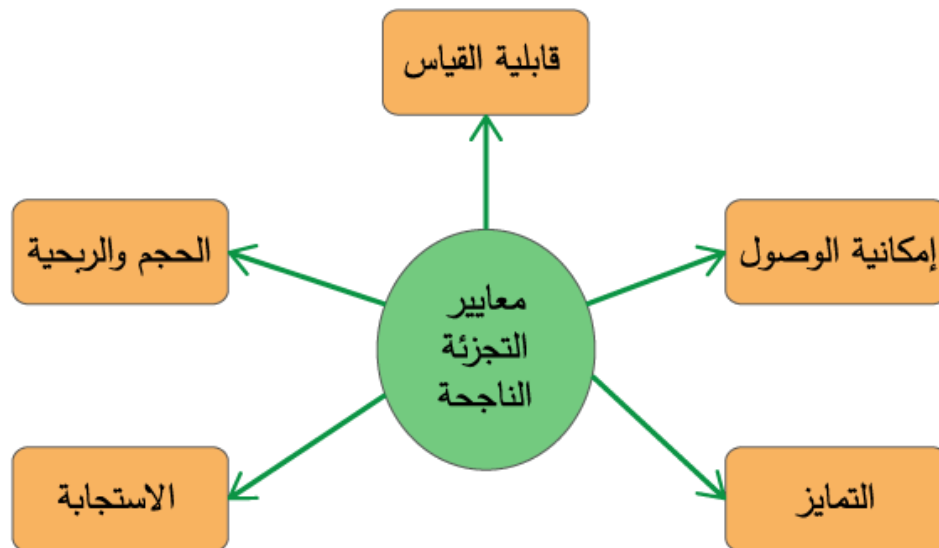 قابلية القياس
إمكانية الوصول
الحجم والربحية
معايير
التجزئة
الناجحة
التمايز
الاستجابة